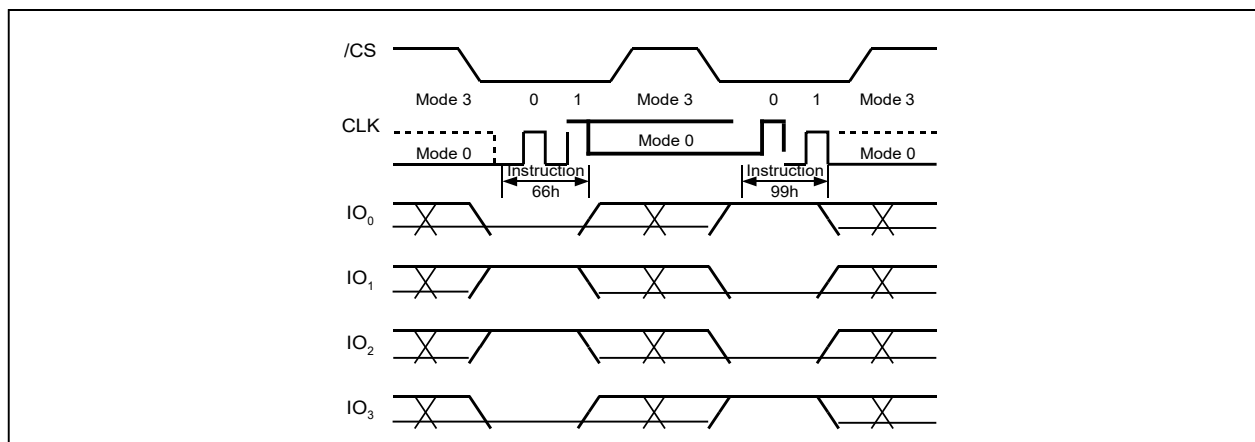 /CS
Mode 3 0 1 Mode 3 0 1 Mode 3
CLK
Mode 0 Mode 0 Mode 0
Instruction Instruction
66h 99h
IO0
IO1
IO2
IO3